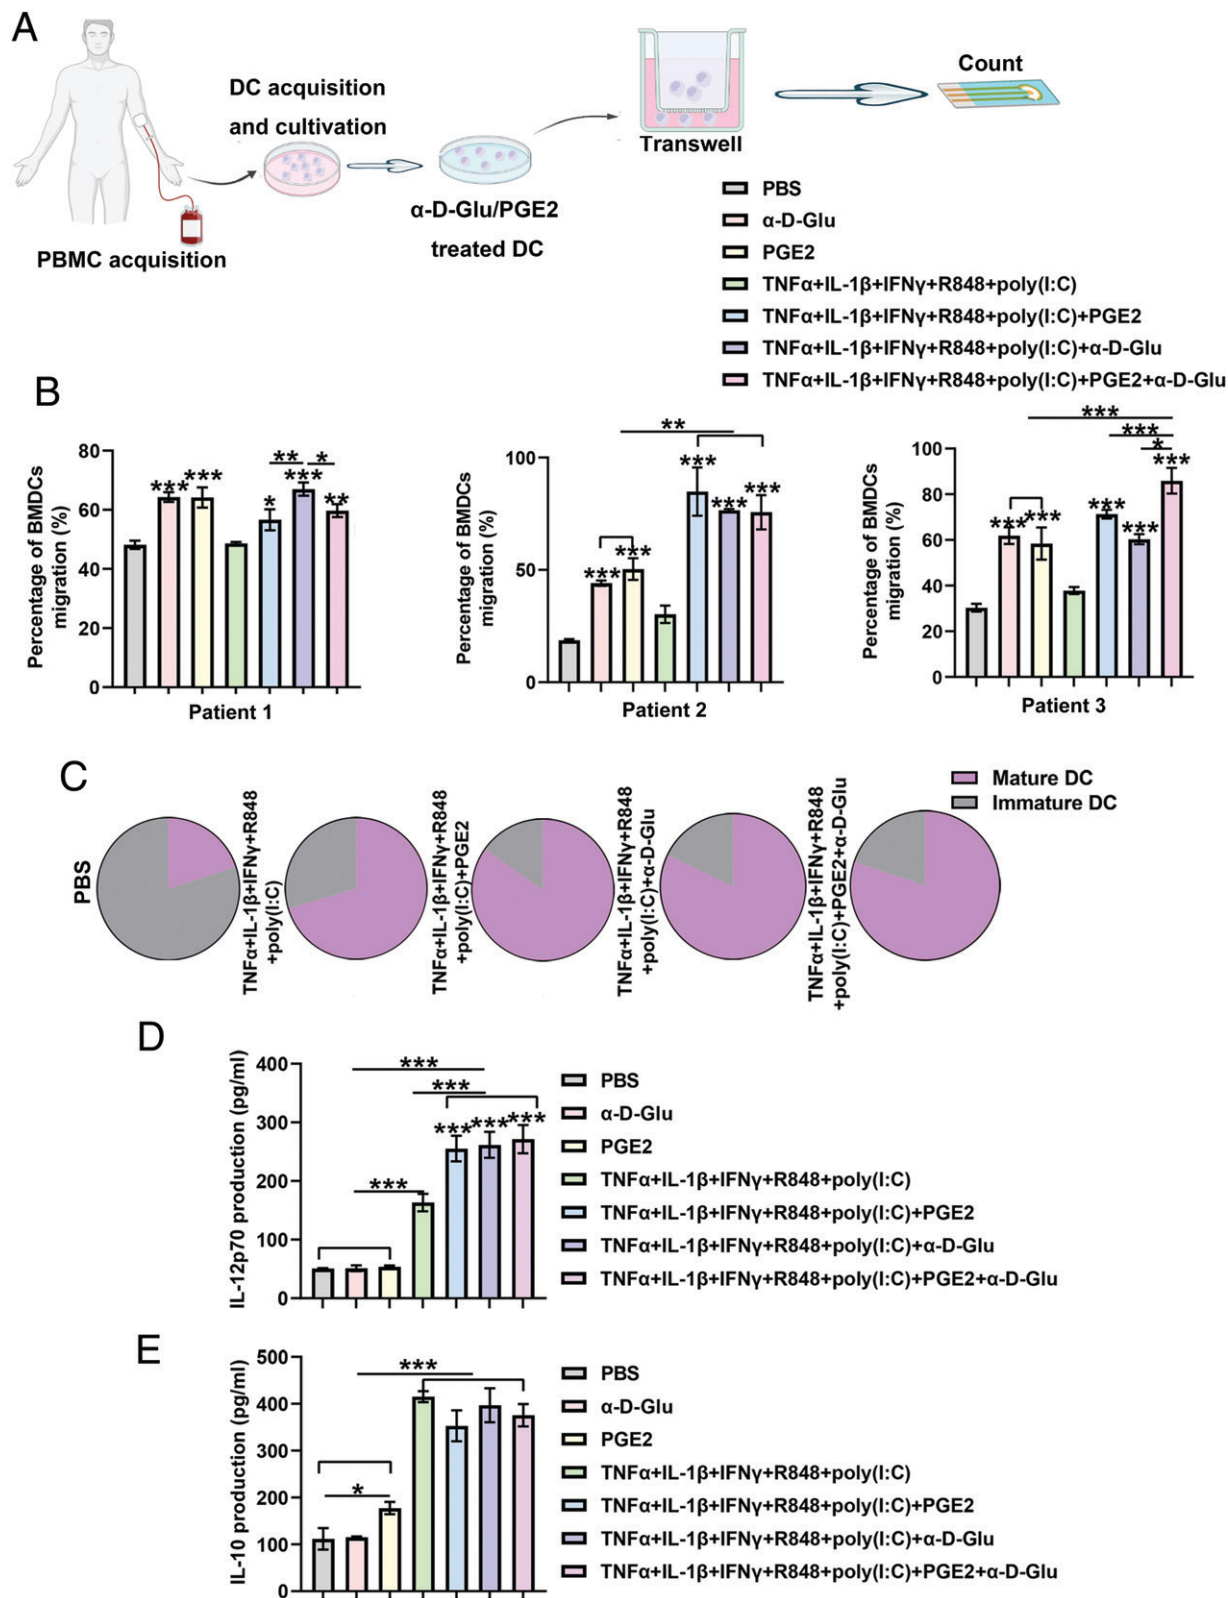 A
DC acquisition
and cultivation
Count
Transwell
α-D-Glu/PGE2
treated DC
PBMC acquisition
PBS
α-D-Glu
PGE2
TNFα+IL-1β+IFNγ+R848+poly(I:C)
TNFα+IL-1β+IFNγ+R848+poly(I:C)+PGE2
TNFα+IL-1β+IFNγ+R848+poly(I:C)+α-D-Glu
TNFα+IL-1β+IFNγ+R848+poly(I:C)+PGE2+α-D-Glu
B
Percentage of BMDCs
migration (%)
80
60
40
20
0
*** *** * ** *** * **
Patient 1
Percentage of BMDCs
migration (%)
100
50
0
*** *** ** *** *** ***
Patient 2
Percentage of BMDCs
migration (%)
100
80
60
40
20
0
*** *** *** *** * *** *** ***
Patient 3
C
Mature DC
Immature DC
PBS
TNFα+IL-1β+IFNγ+R848
+poly(I:C)
TNFα+IL-1β+IFNγ+R848
+poly(I:C)+PGE2
TNFα+IL-1β+IFNγ+R848
+poly(I:C)+α-D-Glu
TNFα+IL-1β+IFNγ+R848
+poly(I:C)+PGE2+α-D-Glu
D
IL-12p70 production (pg/ml)
400
300
200
100
0
***
***
*** *** ***
***
PBS
α-D-Glu
PGE2
TNFα+IL-1β+IFNγ+R848+poly(I:C)
TNFα+IL-1β+IFNγ+R848+poly(I:C)+PGE2
TNFα+IL-1β+IFNγ+R848+poly(I:C)+α-D-Glu
TNFα+IL-1β+IFNγ+R848+poly(I:C)+PGE2+α-D-Glu
E
IL-10 production (pg/ml)
500
400
300
200
100
0
***
*
PBS
α-D-Glu
PGE2
TNFα+IL-1β+IFNγ+R848+poly(I:C)
TNFα+IL-1β+IFNγ+R848+poly(I:C)+PGE2
TNFα+IL-1β+IFNγ+R848+poly(I:C)+α-D-Glu
TNFα+IL-1β+IFNγ+R848+poly(I:C)+PGE2+α-D-Glu